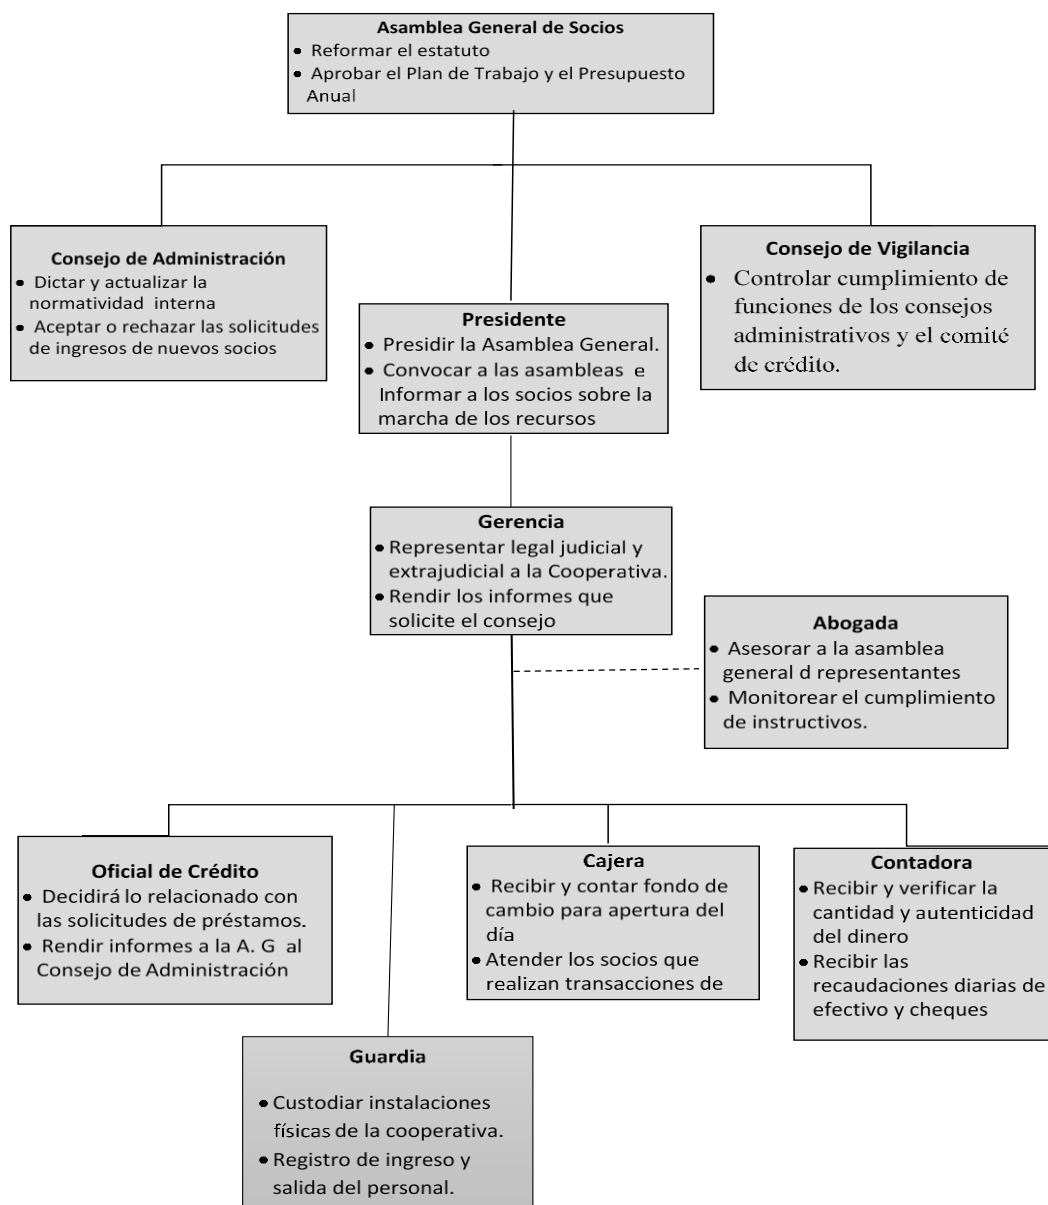 Asamblea General de Socios
• Reformar el estatuto
• Aprobar el Plan de Trabajo y el Presupuesto
Anual
Consejo de Administración
• Dictar y actualizar la
normatividad interna
• Aceptar o rechazar las solicitudes
de ingresos de nuevos socios
Consejo de Vigilancia
• Controlar cumplimiento de
funciones de los consejos
administrativos y el comité
de crédito.
Presidente
• Presidir la Asamblea General.
• Convocar a las asambleas e
Informar a los socios sobre la
marcha de los recursos
Gerencia
• Representar legal judicial y
extrajudicial a la Cooperativa.
• Rendir los informes que
solicite el consejo
Abogada
• Asesorar a la asamblea
general d representantes
• Monitorear el cumplimiento
de instructivos.
Oficial de Crédito
• Decidirá lo relacionado con
las solicitudes de préstamos.
• Rendir informes a la A. G al
Consejo de Administración
Cajera
• Recibir y contar fondo de
cambio para apertura del
día
• Atender los socios que
realizan transacciones de
Contadora
• Recibir y verificar la
cantidad y autenticidad
del dinero
• Recibir las
recaudaciones diarias de
efectivo y cheques
Guardia
• Custodiar instalaciones
físicas de la cooperativa.
• Registro de ingreso y
salida del personal.